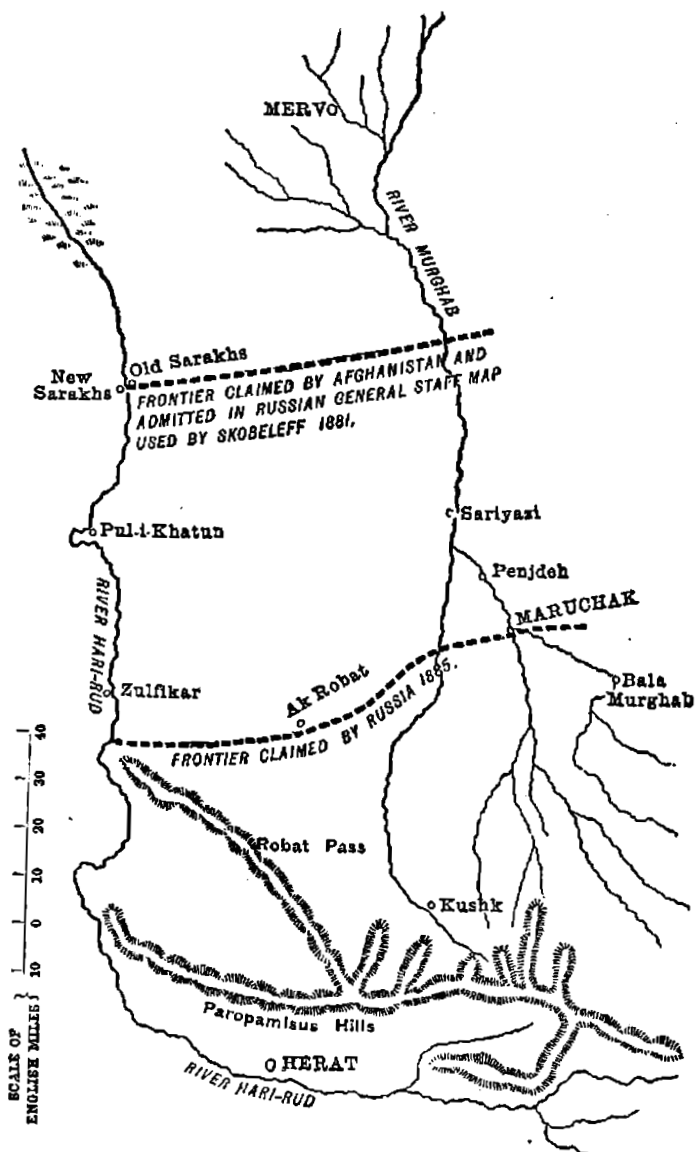 MERV
RIVER MURGHAB
Old Sarakhs
New
Sarakhs
FRONTIER CLAIMED BY AFGHANISTAN AND
ADMITTED IN RUSSIAN GENERAL STAFF MAP
USED BY SKOBELEFF 1881.
Sariyazi
Pul-i-Khatun
Penjdeh
MARUCHAK
RIVER HARI-RUD
Zulfikar
Ak Robat
Bala
Murghab
FRONTIER CLAIMED BY RUSSIA 1885.
40
30
20
10
0
10
SCALE OF
ENGLISH MILES
Robat Pass
Kushk
Paropamisus Hills
HERAT
RIVER HARI-RUD